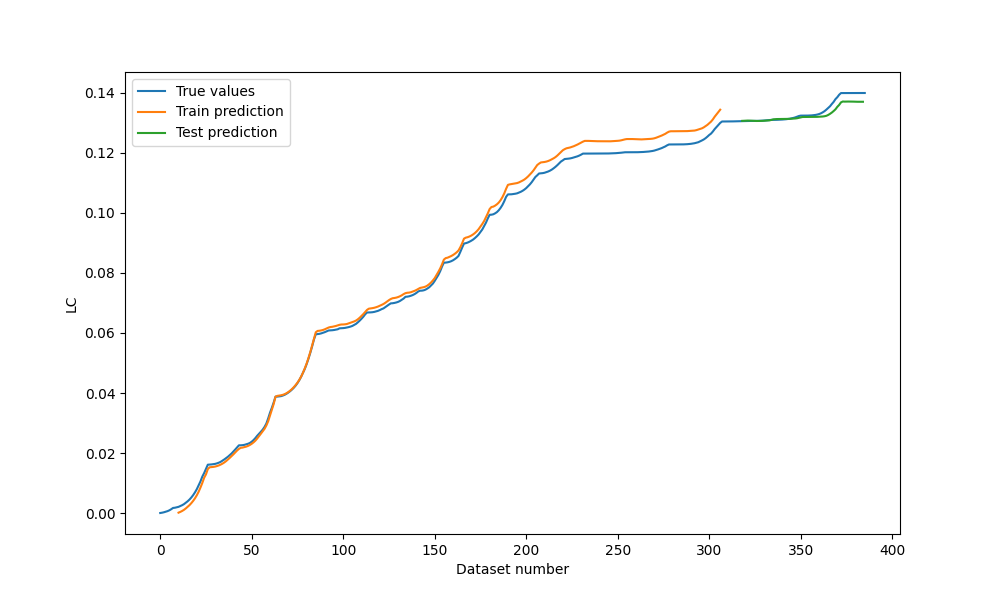 True values
Train prediction
Test prediction
0.14
0.12
0.10
0.08
0.06
0.04
0.02
0.00
LC
0 50 100 150 200 250 300 350 400
Dataset number